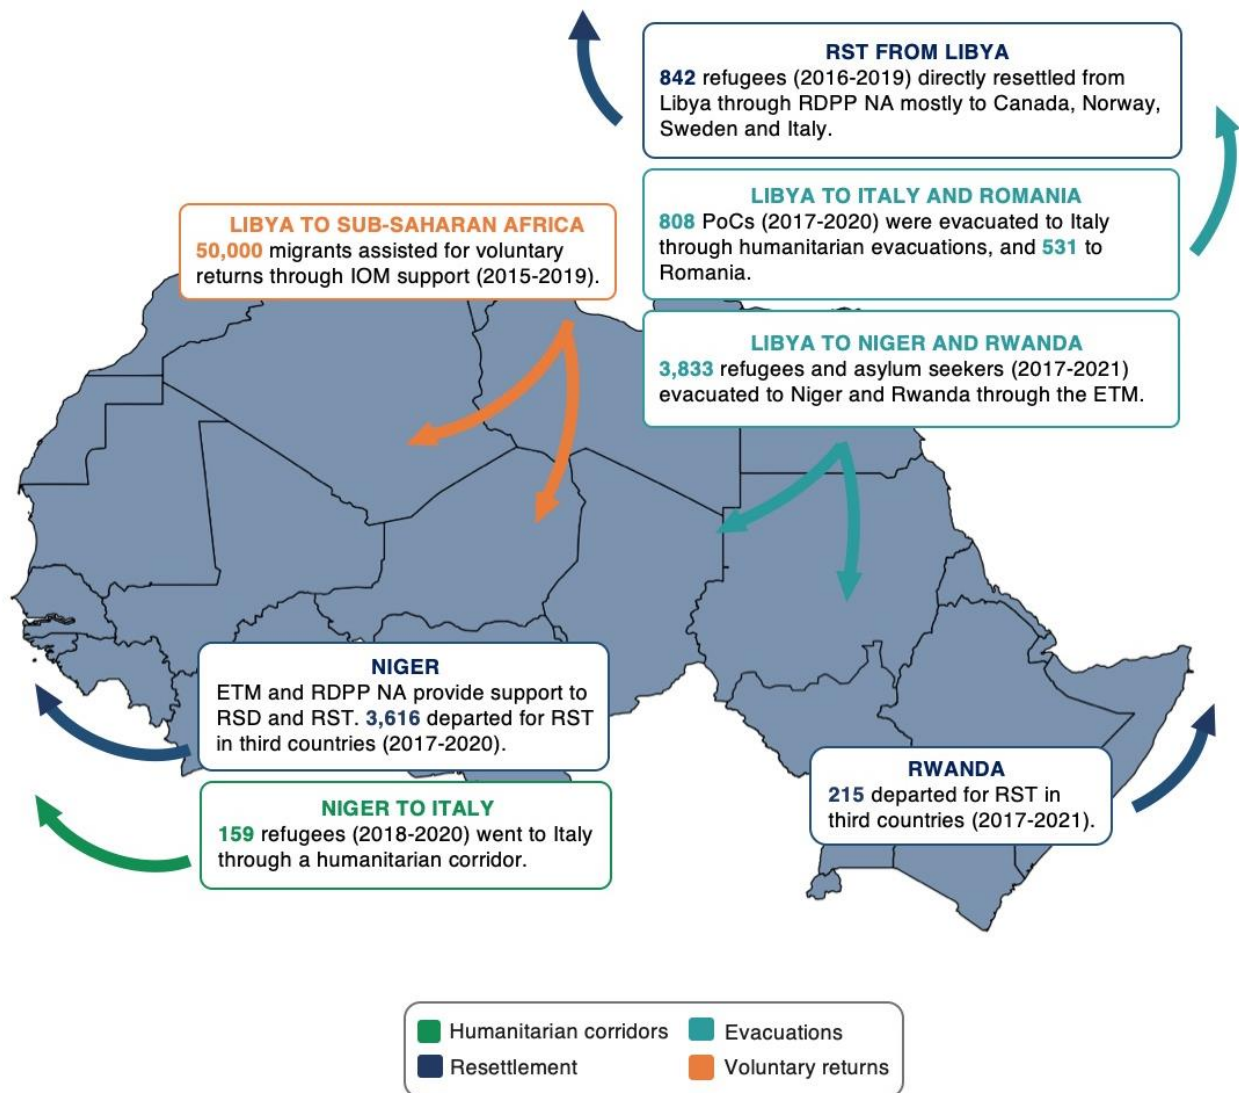 RST FROM LIBYA
842 refugees (2016-2019) directly resettled from
Libya through RDPP NA mostly to Canada, Norway,
Sweden and Italy.
LIBYA TO ITALY AND ROMANIA
808 PoCs (2017-2020) were evacuated to Italy
through humanitarian evacuations, and 531 to
Romania.
LIBYA TO SUB-SAHARAN AFRICA
50,000 migrants assisted for voluntary
returns through IOM support (2015-2019).
LIBYA TO NIGER AND RWANDA
3,833 refugees and asylum seekers (2017-2021)
evacuated to Niger and Rwanda through the ETM.
NIGER
ETM and RDPP NA provide support to
RSD and RST. 3,616 departed for RST
in third countries (2017-2020).
RWANDA
215 departed for RST in
third countries (2017-2021).
NIGER TO ITALY
159 refugees (2018-2020) went to Italy
through a humanitarian corridor.
Humanitarian corridors
Evacuations
Resettlement
Voluntary returns